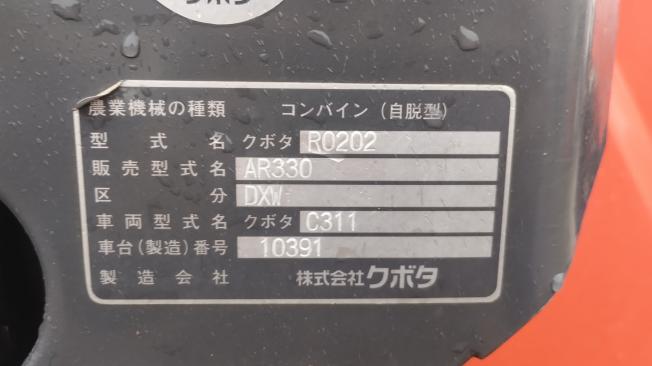 クボタ
農業機械の種類 コンバイン(自脱型)
型式名 クボタ R0202
販売型式名 AR330
区分 DXW
車両型式名 クボタ C311
車台(製造)番号 10391
製造会社 株式会社クボタ